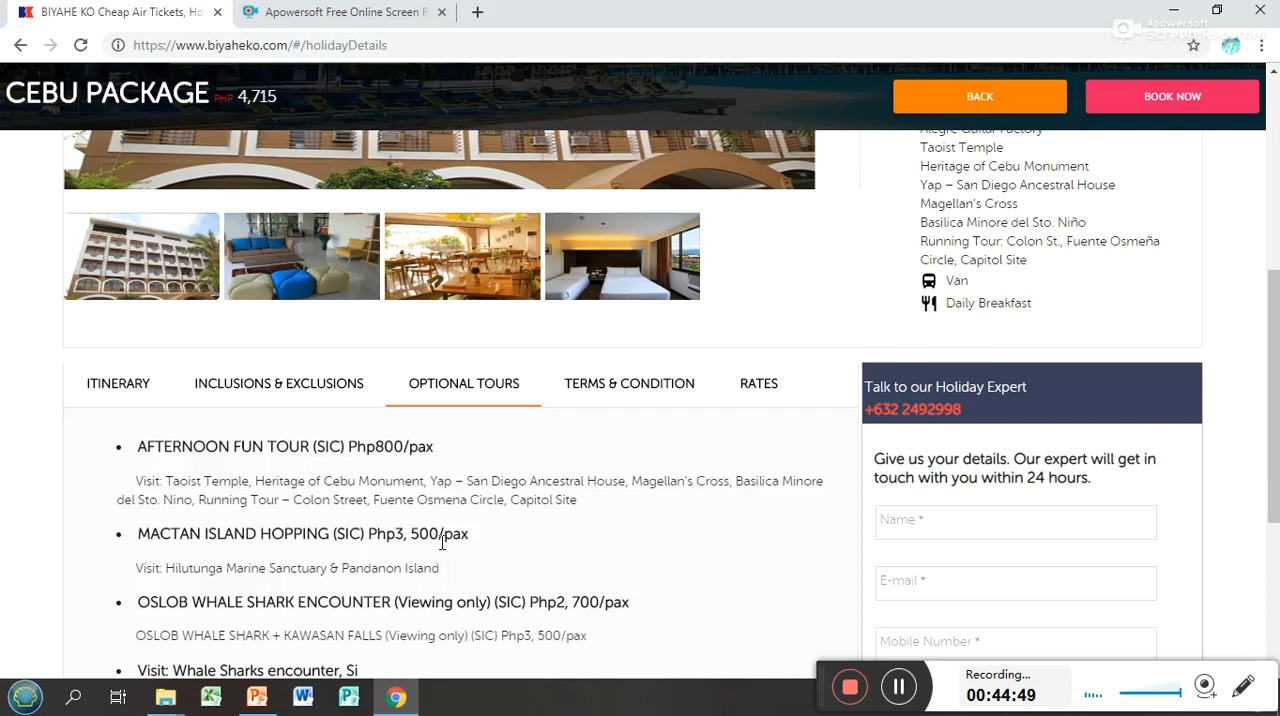 BIYAHE KO Cheap Air Tickets, Ho
Apowersoft Free Online Screen R
https://www.biyaheko.com/#/holidayDetails
Apowersoft
Screen Recorder
CEBU PACKAGE PHP 4,715
BACK
BOOK NOW
Alegre Guitar Factory
Taoist Temple
Heritage of Cebu Monument
Yap – San Diego Ancestral House
Magellan's Cross
Basilica Minore del Sto. Niño
Running Tour: Colon St., Fuente Osmeña
Circle, Capitol Site
Van
Daily Breakfast
ITINERARY
INCLUSIONS & EXCLUSIONS
OPTIONAL TOURS
TERMS & CONDITION
RATES
• AFTERNOON FUN TOUR (SIC) Php800/pax
Visit: Taoist Temple, Heritage of Cebu Monument, Yap – San Diego Ancestral House, Magellan's Cross, Basilica Minore
del Sto. Nino, Running Tour – Colon Street, Fuente Osmena Circle, Capitol Site
• MACTAN ISLAND HOPPING (SIC) Php3, 500/pax
Visit: Hilutunga Marine Sanctuary & Pandanon Island
• OSLOB WHALE SHARK ENCOUNTER (Viewing only) (SIC) Php2, 700/pax
OSLOB WHALE SHARK + KAWASAN FALLS (Viewing only) (SIC) Php3, 500/pax
• Visit: Whale Sharks encounter, Si
Talk to our Holiday Expert
+632 2492998
Give us your details. Our expert will get in
touch with you within 24 hours.
Name *
E-mail *
Mobile Number *
Recording...
00:44:49